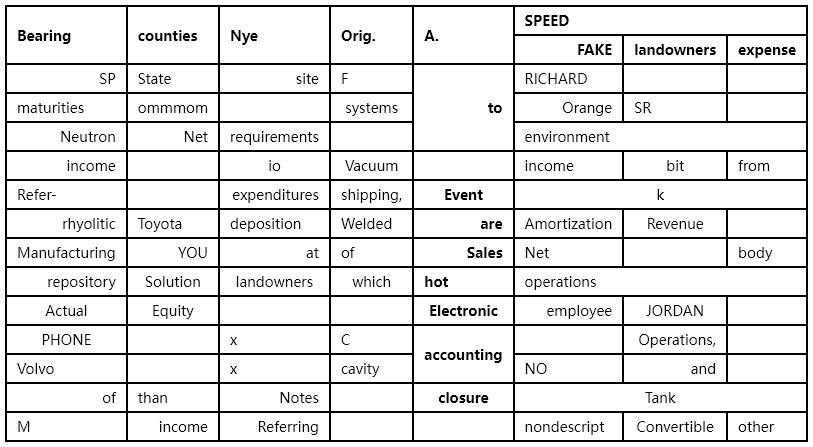 Bearing counties Nye Orig. A. SPEED
FAKE landowners expense
SP State site F to RICHARD
maturities ommmom systems Orange SR
Neutron Net requirements environment
income io Vacuum income bit from
Refer- expenditures shipping, Event k
rhyolitic Toyota deposition Welded are Amortization Revenue
Manufacturing YOU at of Sales Net body
repository Solution landowners which hot operations
Actual Equity Electronic employee JORDAN
PHONE x C accounting Operations,
Volvo x cavity NO and
of than Notes closure Tank
M income Referring nondescript Convertible other